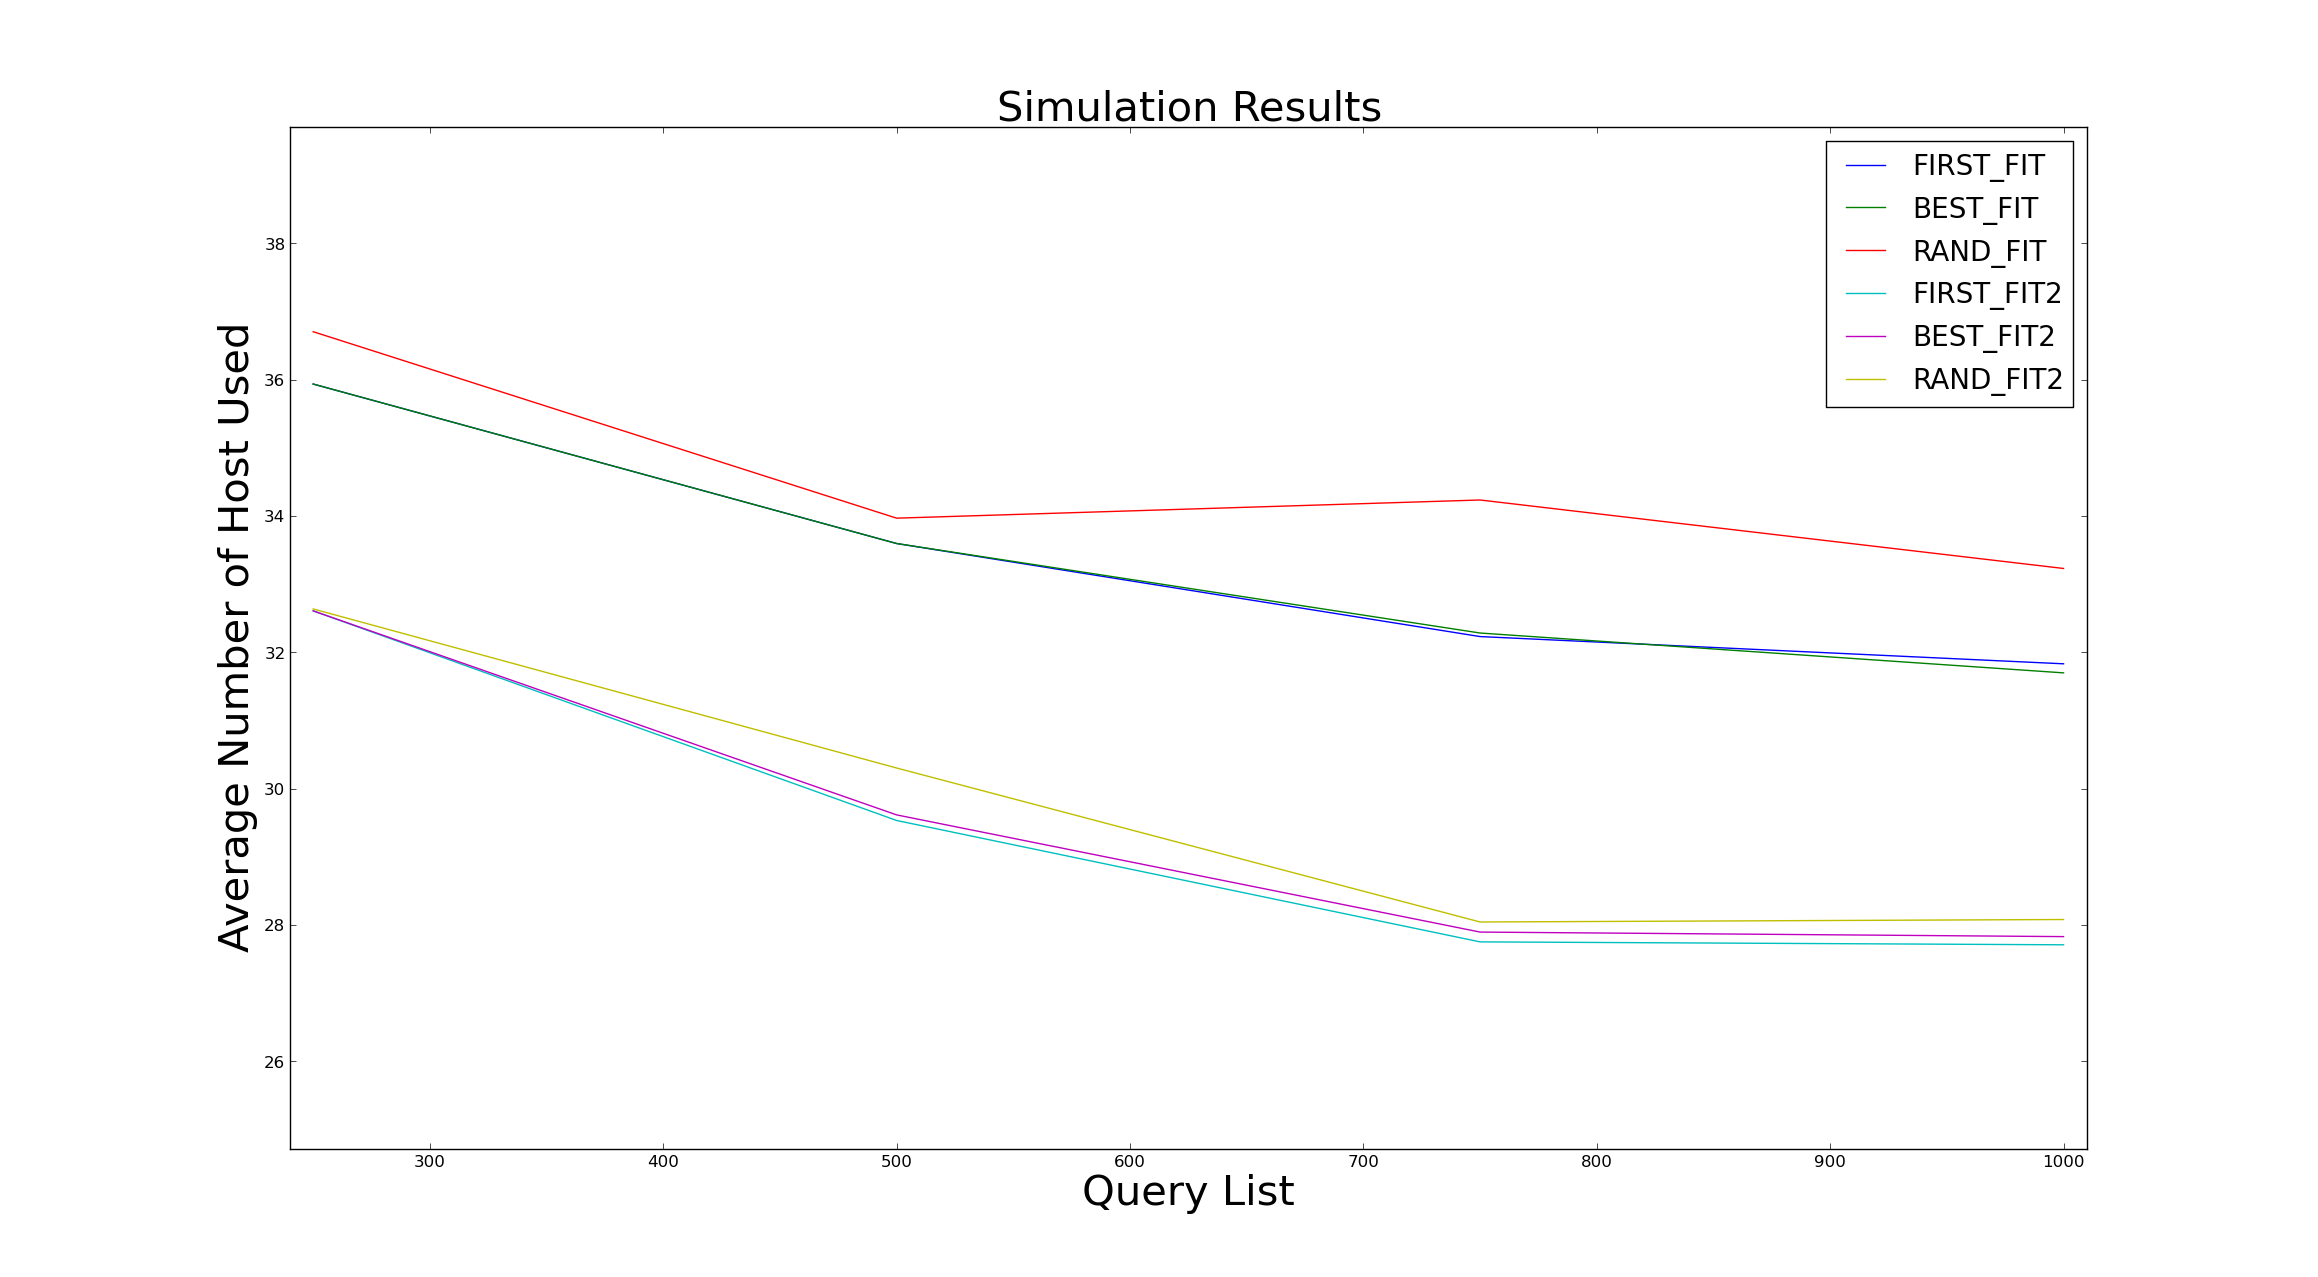 Simulation Results
FIRST_FIT
BEST_FIT
RAND_FIT
FIRST_FIT2
BEST_FIT2
RAND_FIT2
Average Number of Host Used
38
36
34
32
30
28
26
300 400 500 600 700 800 900 1000
Query List